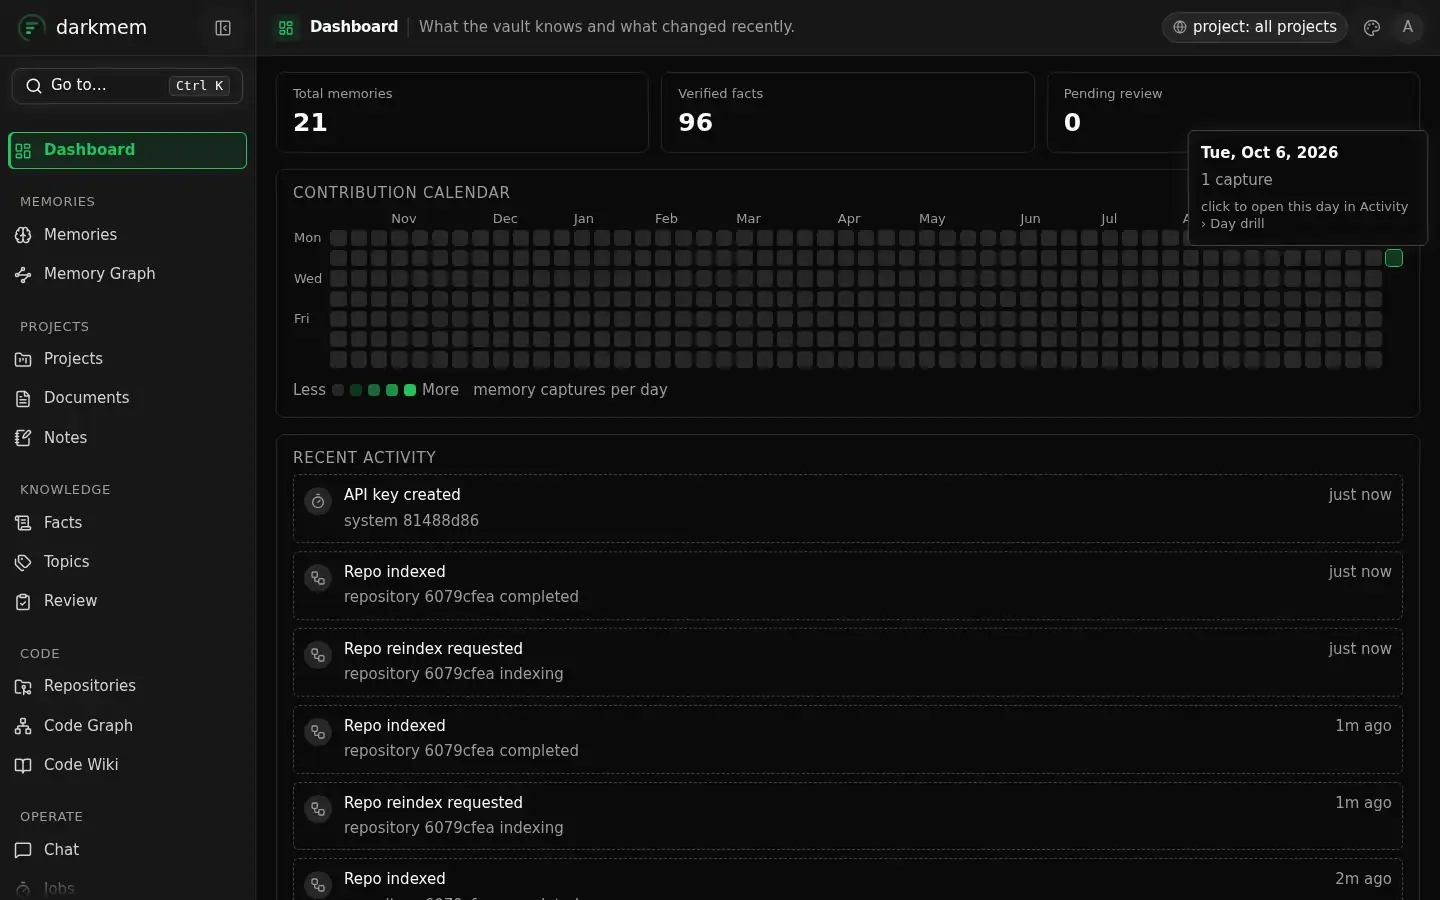 darkmem
Go to...
Ctrl K
Dashboard
MEMORIES
Memories
Memory Graph
PROJECTS
Projects
Documents
Notes
KNOWLEDGE
Facts
Topics
Review
CODE
Repositories
Code Graph
Code Wiki
OPERATE
Chat
Jobs
Dashboard
What the vault knows and what changed recently.
project: all projects
A
Total memories
21
Verified facts
96
Pending review
0
Tue, Oct 6, 2026
1 capture
click to open this day in Activity
› Day drill
CONTRIBUTION CALENDAR
Nov Dec Jan Feb Mar Apr May Jun Jul
Mon
Wed
Fri
Less More memory captures per day
RECENT ACTIVITY
API key created just now
system 81488d86
Repo indexed just now
repository 6079cfea completed
Repo reindex requested just now
repository 6079cfea indexing
Repo indexed 1m ago
repository 6079cfea completed
Repo reindex requested 1m ago
repository 6079cfea indexing
Repo indexed 2m ago